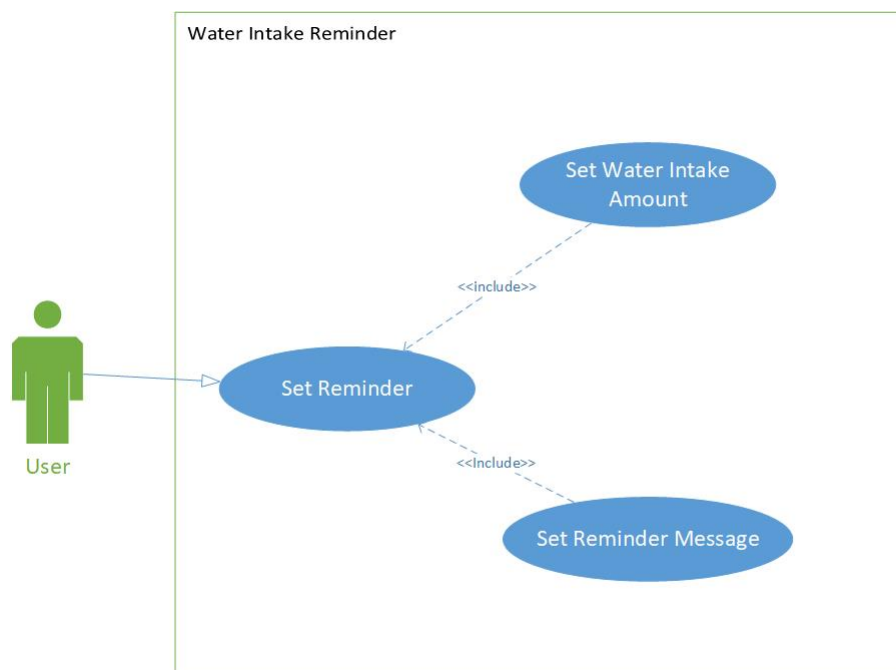 Water Intake Reminder
Set Water Intake
Amount
<<include>>
Set Reminder
User
<<Include>>
Set Reminder Message